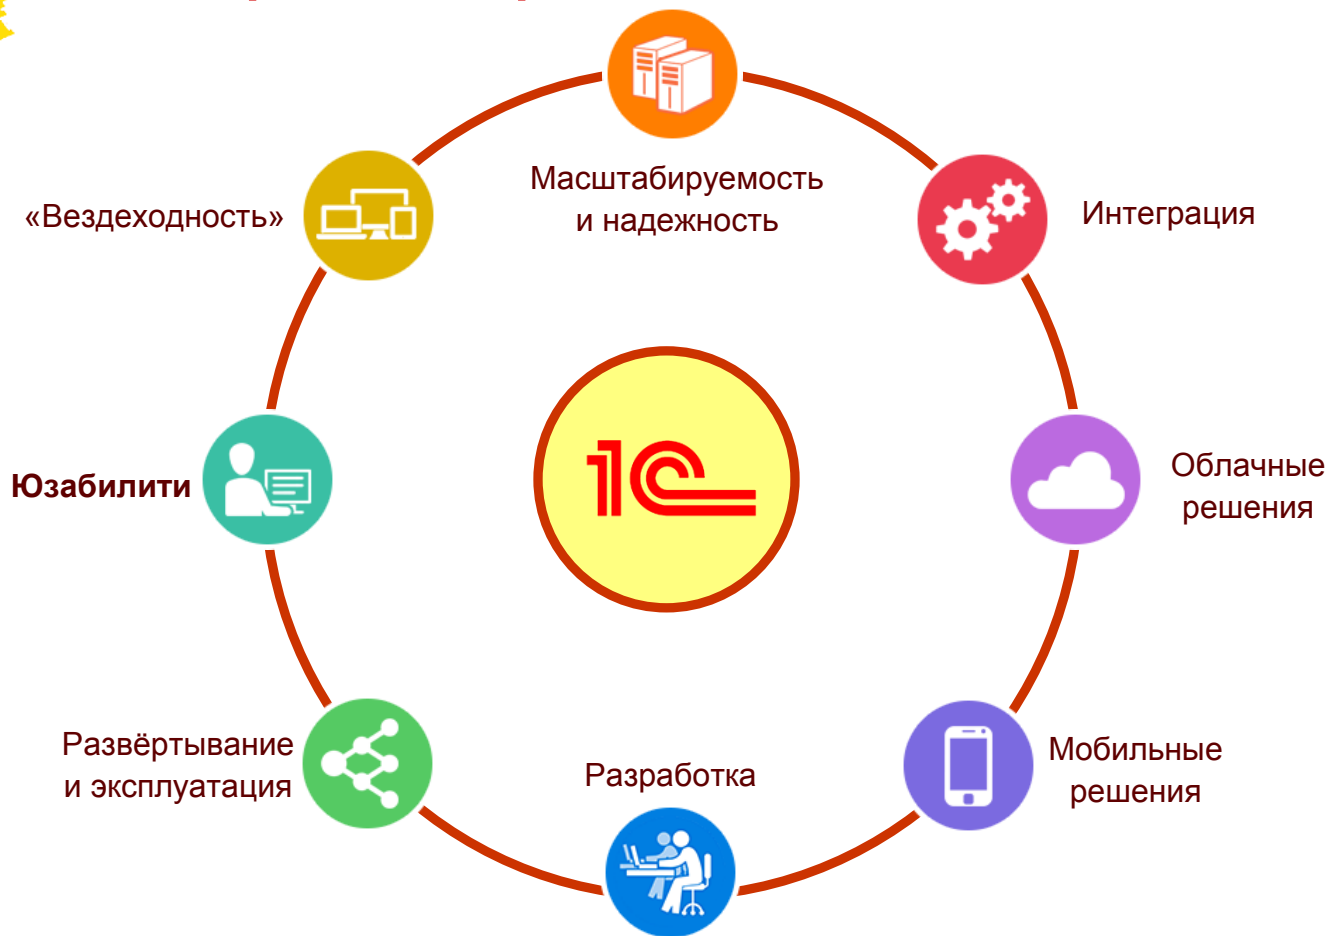 Масштабируемость
и надежность
«Вездеходность»
Интеграция
1С
Юзабилити
Облачные
решения
Развёртывание
и эксплуатация
Разработка
Мобильные
решения